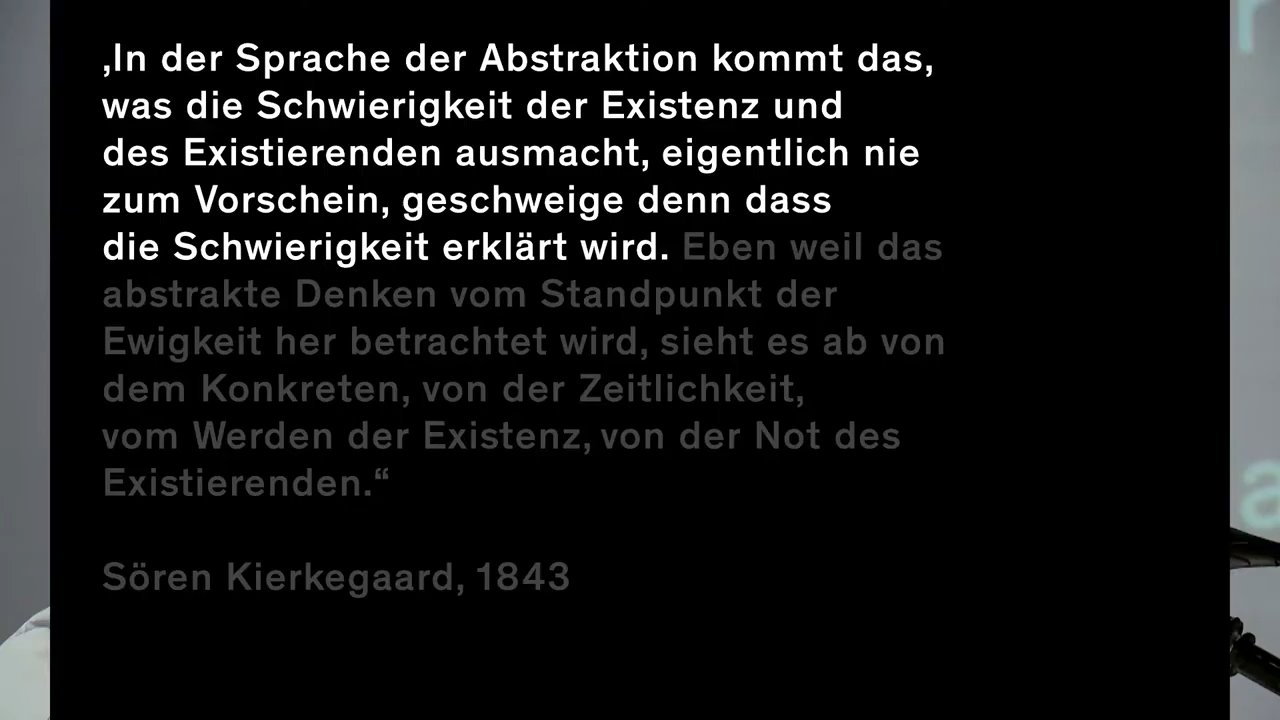 ‚In der Sprache der Abstraktion kommt das,
was die Schwierigkeit der Existenz und
des Existierenden ausmacht, eigentlich nie
zum Vorschein, geschweige denn dass
die Schwierigkeit erklärt wird. Eben weil das
abstrakte Denken vom Standpunkt der
Ewigkeit her betrachtet wird, sieht es ab von
dem Konkreten, von der Zeitlichkeit,
vom Werden der Existenz, von der Not des
Existierenden.“
Sören Kierkegaard, 1843